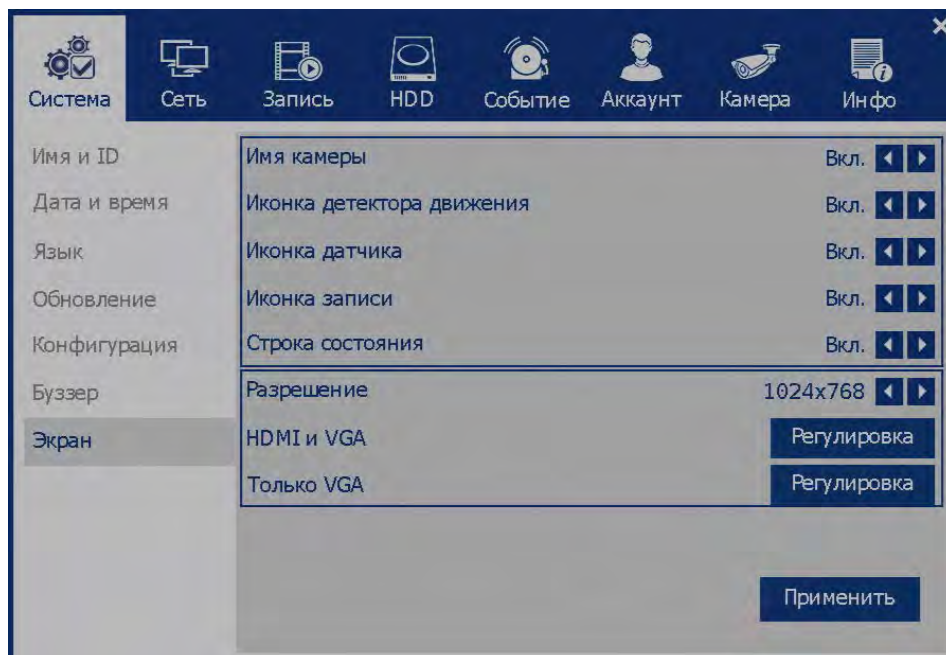 Система Сеть Запись HDD Событие Аккаунт Камера Инфо
Имя и ID
Дата и время
Язык
Обновление
Конфигурация
Буззер
Экран
Имя камеры Вкл.
Иконка детектора движения Вкл.
Иконка датчика Вкл.
Иконка записи Вкл.
Строка состояния Вкл.
Разрешение 1024x768
HDMI и VGA Регулировка
Только VGA Регулировка
Применить